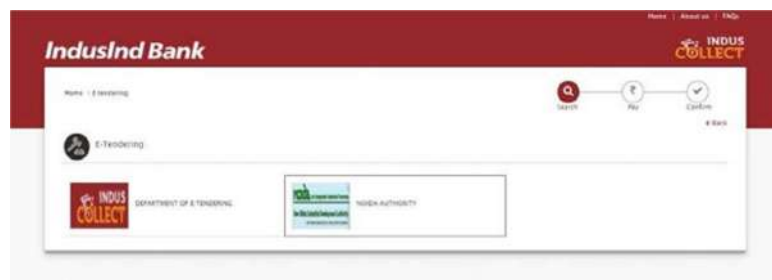 Home | About us | FAQs
IndusInd Bank
INDUS
COLLECT
Home > E-tendering
Search
Pay
Confirm
Back
E-Tendering
INDUS
COLLECT
DEPARTMENT OF E-TENDERING
NOIDA AUTHORITY